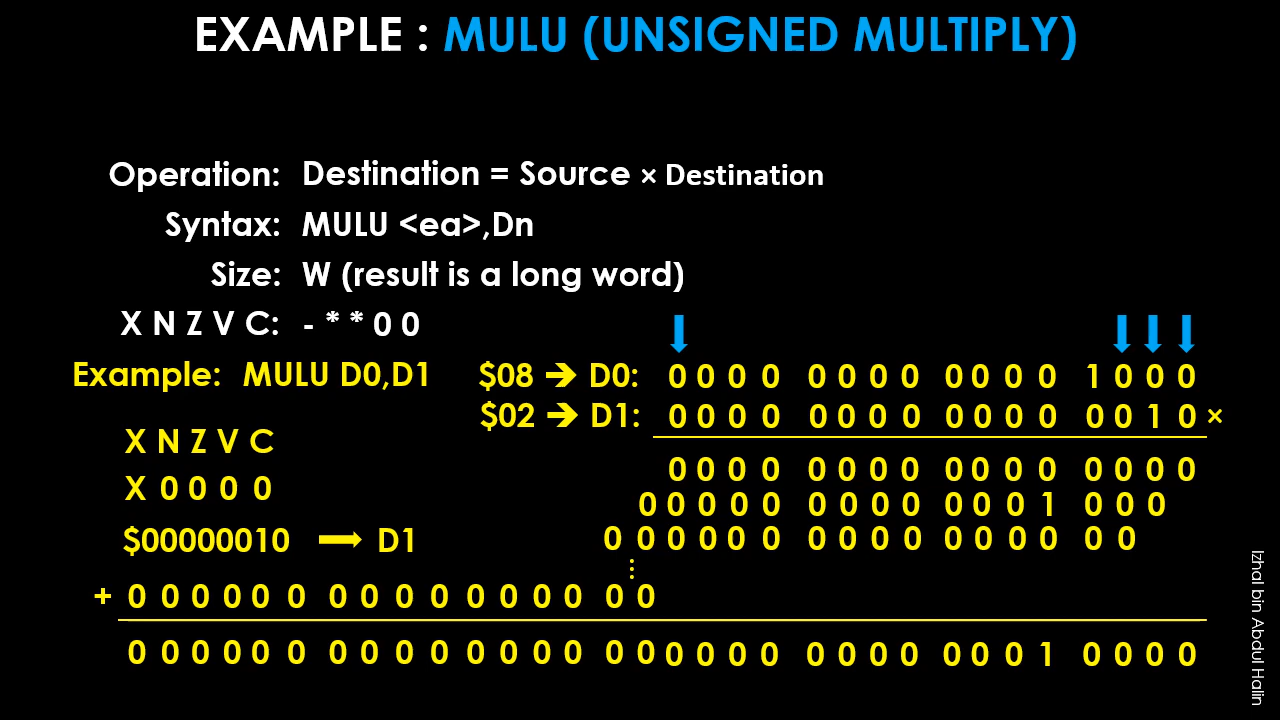 EXAMPLE : MULU (UNSIGNED MULTIPLY)
Operation: Destination = Source × Destination
Syntax: MULU <ea>,Dn
Size: W (result is a long word)
X N Z V C: - * * 0 0
Example: MULU D0,D1
$08 ➔ D0: 0 0 0 0 0 0 0 0 0 0 0 0 1 0 0 0
$02 ➔ D1: 0 0 0 0 0 0 0 0 0 0 0 0 0 0 1 0 ×
X N Z V C
X 0 0 0 0
$00000010 → D1
0 0 0 0 0 0 0 0 0 0 0 0 0 0 0 0
0 0 0 0 0 0 0 0 0 0 0 0 1 0 0 0
0 0 0 0 0 0 0 0 0 0 0 0 0 0 0 0
⋮
+ 0 0 0 0 0 0 0 0 0 0 0 0 0 0 0 0
0 0 0 0 0 0 0 0 0 0 0 0 0 0 0 0 0 0 0 0 0 0 0 0 0 0 0 1 0 0 0 0
Izhal bin Abdul Halin